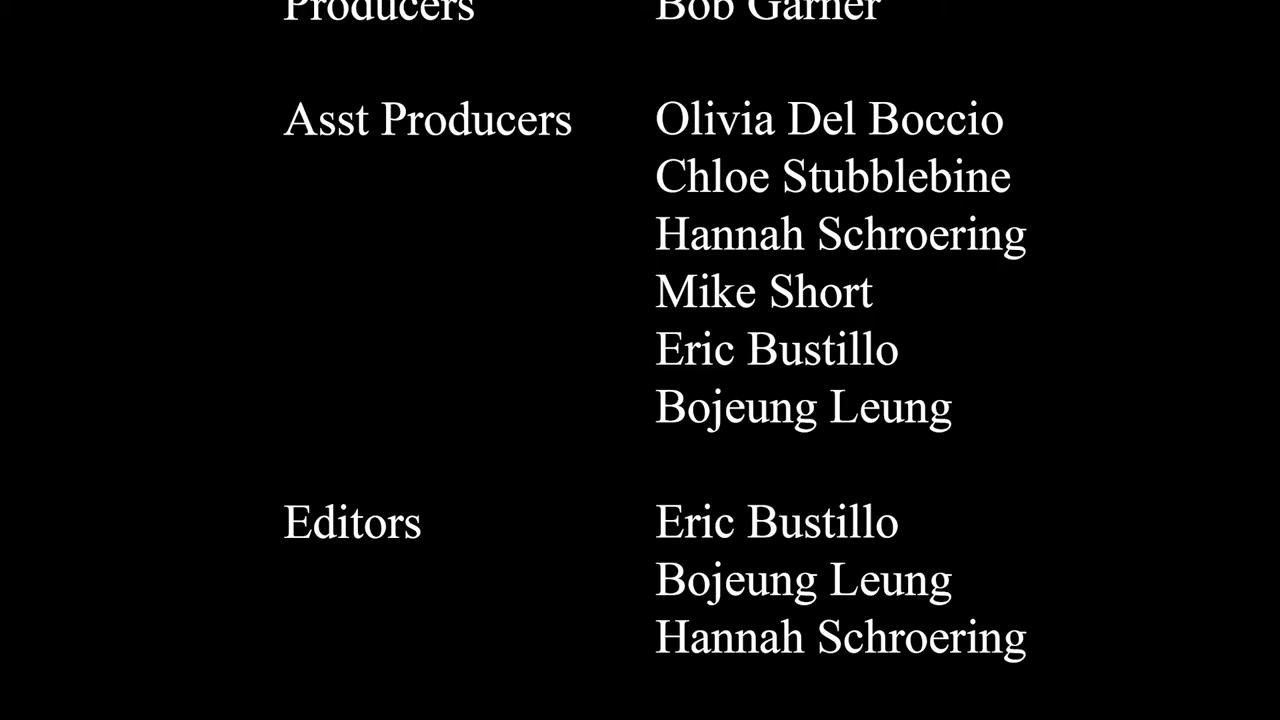 Producers Bob Garner
Asst Producers Olivia Del Boccio
Chloe Stubblebine
Hannah Schroering
Mike Short
Eric Bustillo
Bojeung Leung
Editors Eric Bustillo
Bojeung Leung
Hannah Schroering